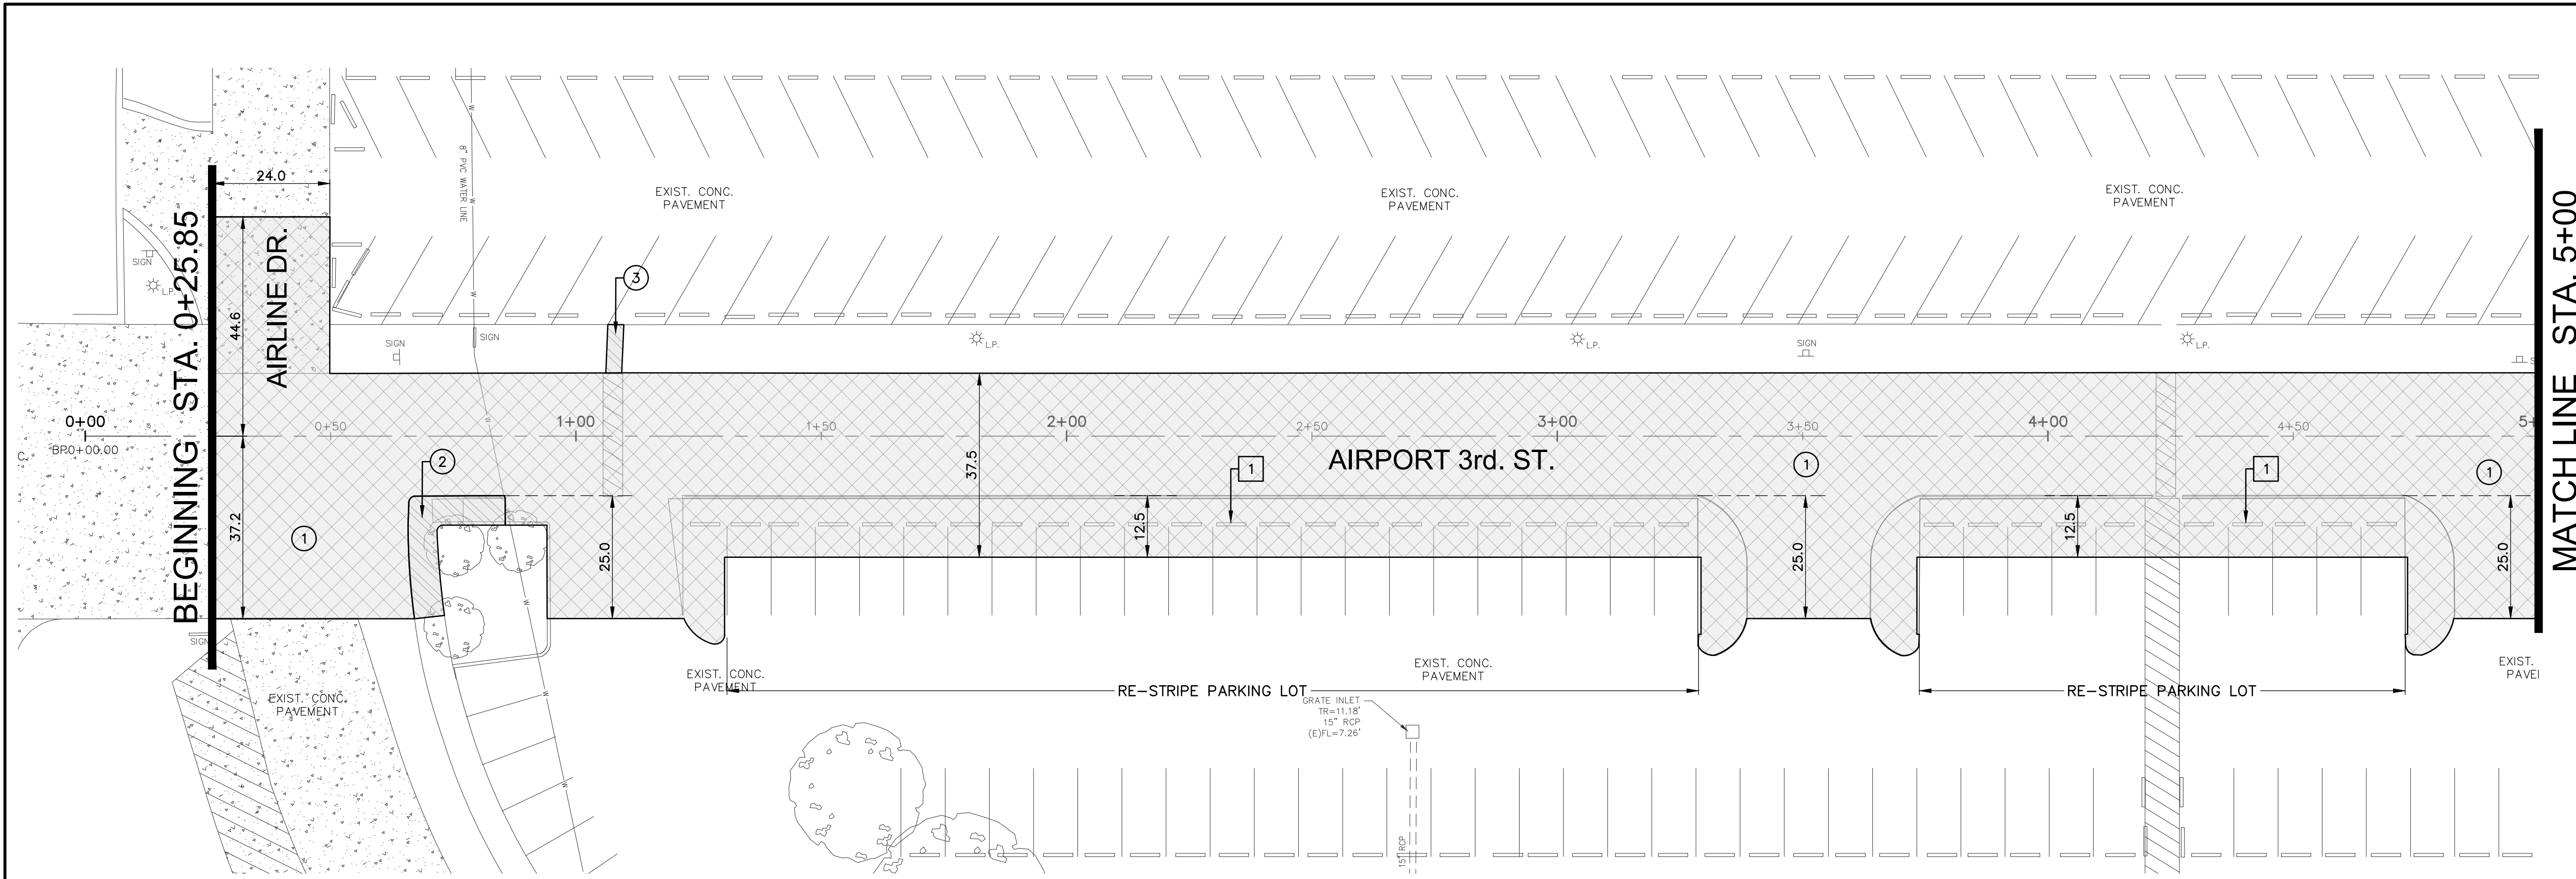 24.0
8" PVC WATER LINE
W
W
W
W
W
W
EXIST. CONC.
PAVEMENT
EXIST. CONC.
PAVEMENT
EXIST. CONC.
PAVEMENT
BEGINNING STA. 0+25.85
MATCH LINE STA. 5+00
AIRLINE DR.
SIGN
L.P.
44.6
3
SIGN
SIGN
L.P.
L.P.
SIGN
L.P.
S
0+00
BP.0+00.00
C.
0+50
1+00
1+50
2+00
2+50
3+00
3+50
4+00
4+50
5+
AIRPORT 3rd. ST.
37.5
2
1
1
1
1
37.2
1
25.0
12.5
25.0
12.5
25.0
SIGN
EXIST. CONC.
PAVEMENT
EXIST. CONC.
PAVEMENT
EXIST. CONC.
PAVEMENT
EXIST.
PAVE
RE-STRIPE PARKING LOT
RE-STRIPE PARKING LOT
GRATE INLET
TR=11.18'
15" RCP
(E)FL=7.26'
15" RCP